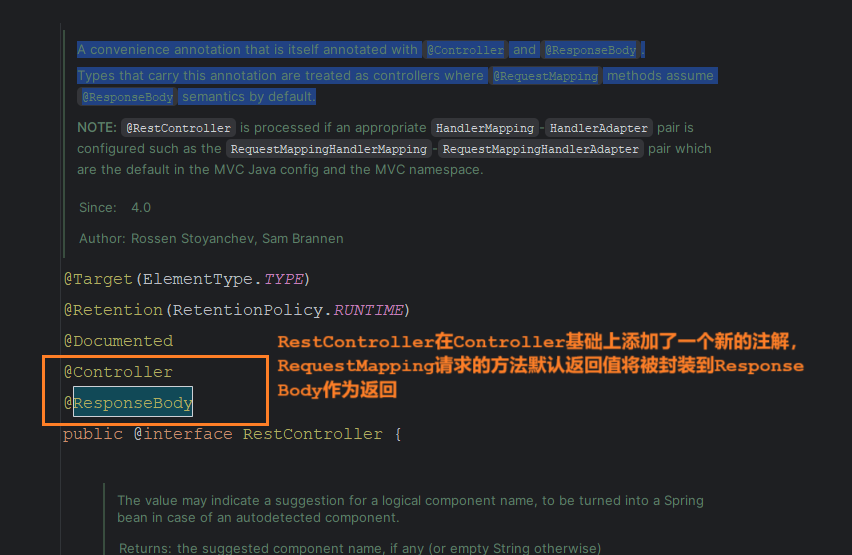 A convenience annotation that is itself annotated with @Controller and @ResponseBody.
Types that carry this annotation are treated as controllers where @RequestMapping methods assume
@ResponseBody semantics by default.
NOTE: @RestController is processed if an appropriate HandlerMapping-HandlerAdapter pair is
configured such as the RequestMappingHandlerMapping-RequestMappingHandlerAdapter pair which
are the default in the MVC Java config and the MVC namespace.
Since: 4.0
Author: Rossen Stoyanchev, Sam Brannen
@Target(ElementType.TYPE)
@Retention(RetentionPolicy.RUNTIME)
@Documented
@Controller
@ResponseBody
public @interface RestController {
RestController在Controller基础上添加了一个新的注解,
RequestMapping请求的方法默认返回值将被封装到Response
Body作为返回
The value may indicate a suggestion for a logical component name, to be turned into a Spring
bean in case of an autodetected component.
Returns: the suggested component name, if any (or empty String otherwise)